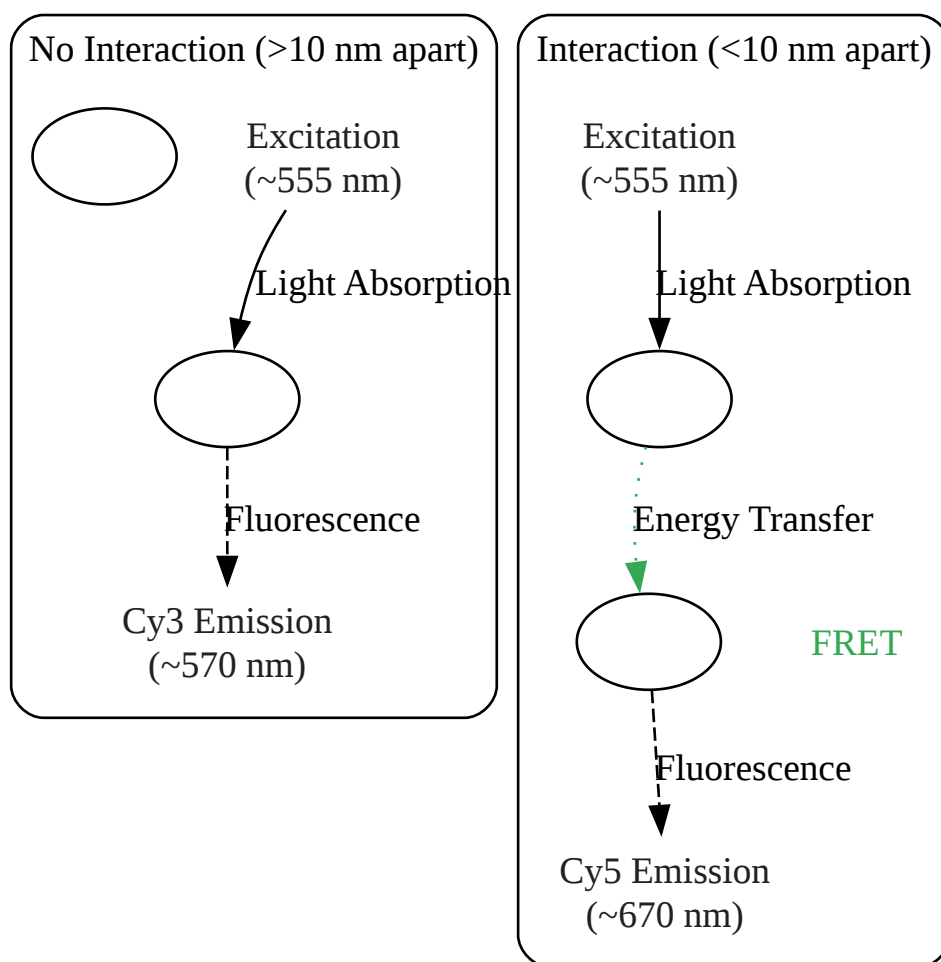 No Interaction (>10 nm apart)
Excitation
(~555 nm)
Light Absorption
Fluorescence
Cy3 Emission
(~570 nm)
Interaction (<10 nm apart)
Excitation
(~555 nm)
Light Absorption
Energy Transfer
FRET
Fluorescence
Cy5 Emission
(~670 nm)